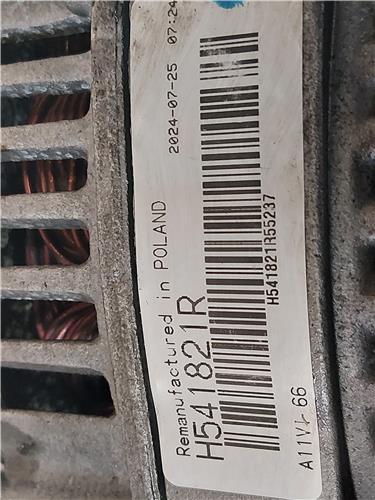 Remanufactured in POLAND 2024-07-25 07:24
H541821R
H541821R55237
A11VI 66